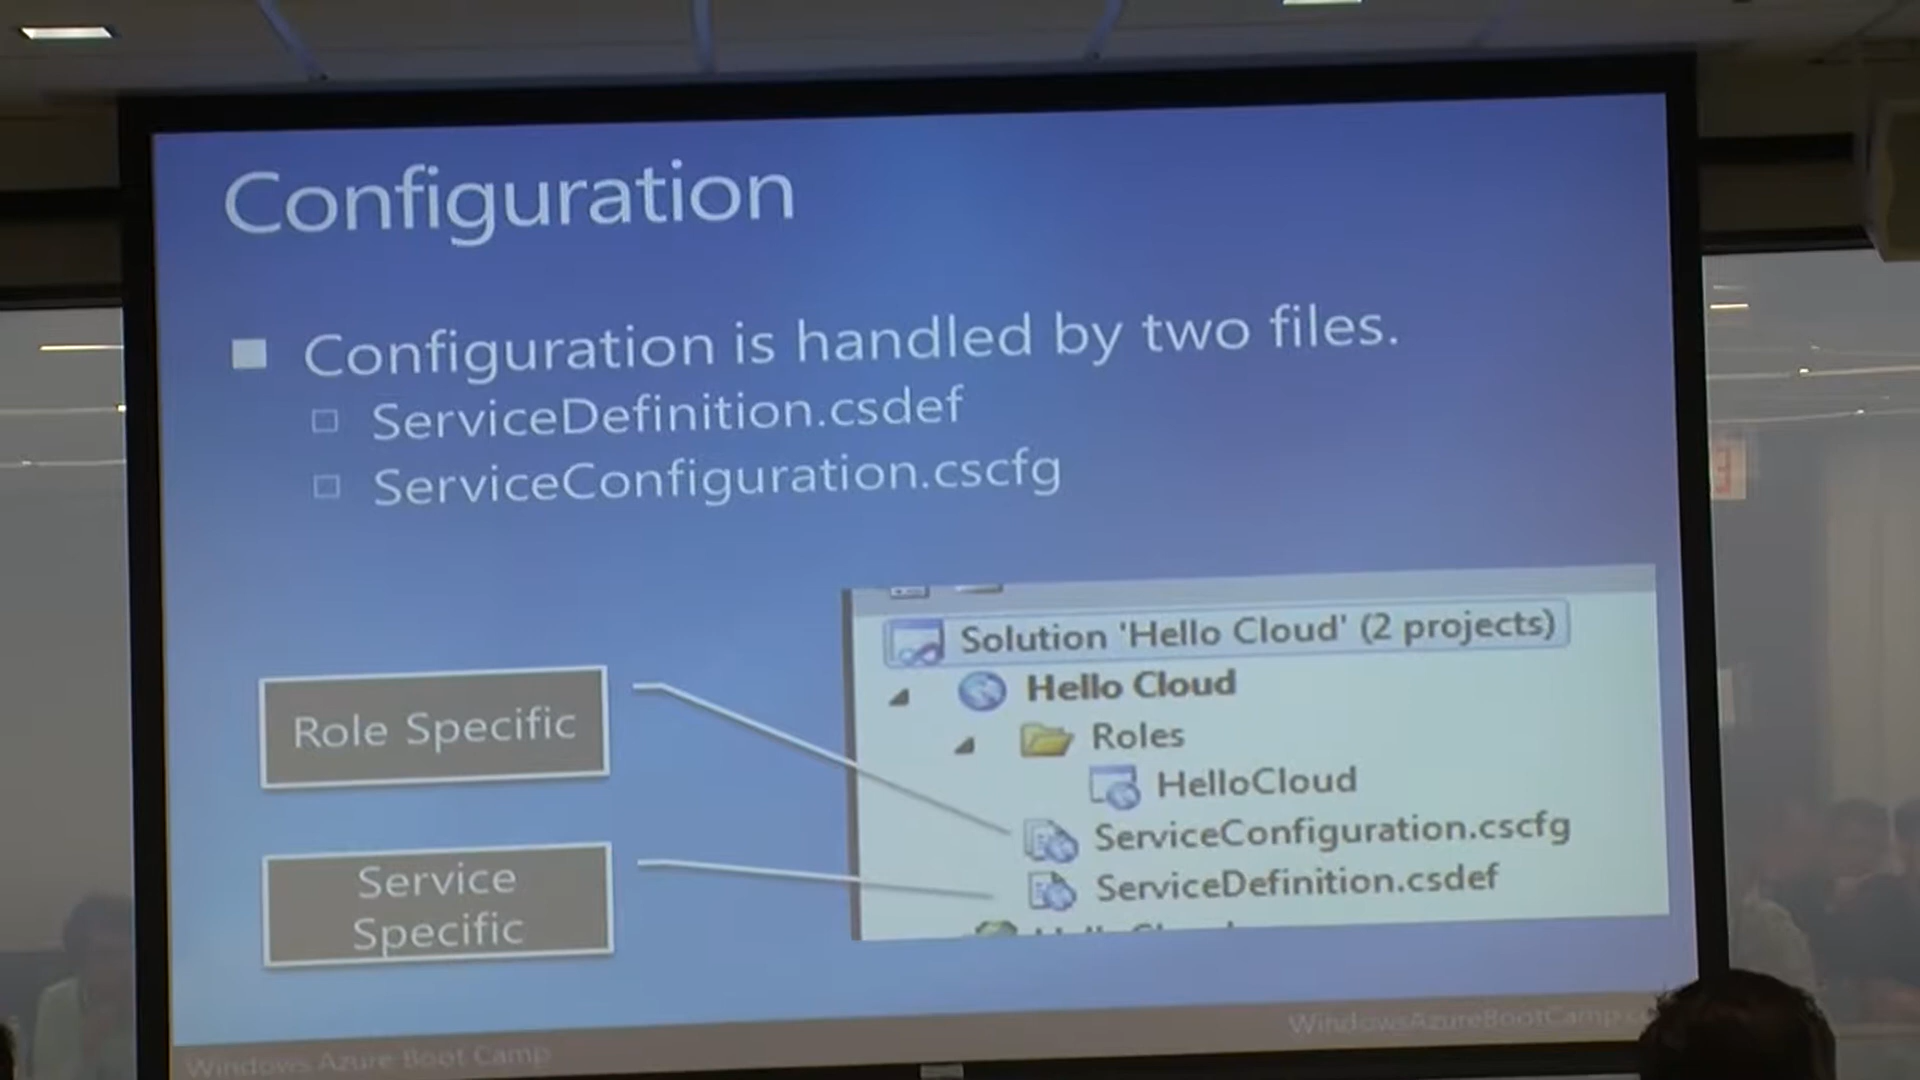 Configuration
Configuration is handled by two files.
ServiceDefinition.csdef
ServiceConfiguration.cscfg
Role Specific
Service
Specific
Solution 'Hello Cloud' (2 projects)
Hello Cloud
Roles
HelloCloud
ServiceConfiguration.cscfg
ServiceDefinition.csdef
Windows Azure Boot Camp
WindowsAzureBootCamp.c